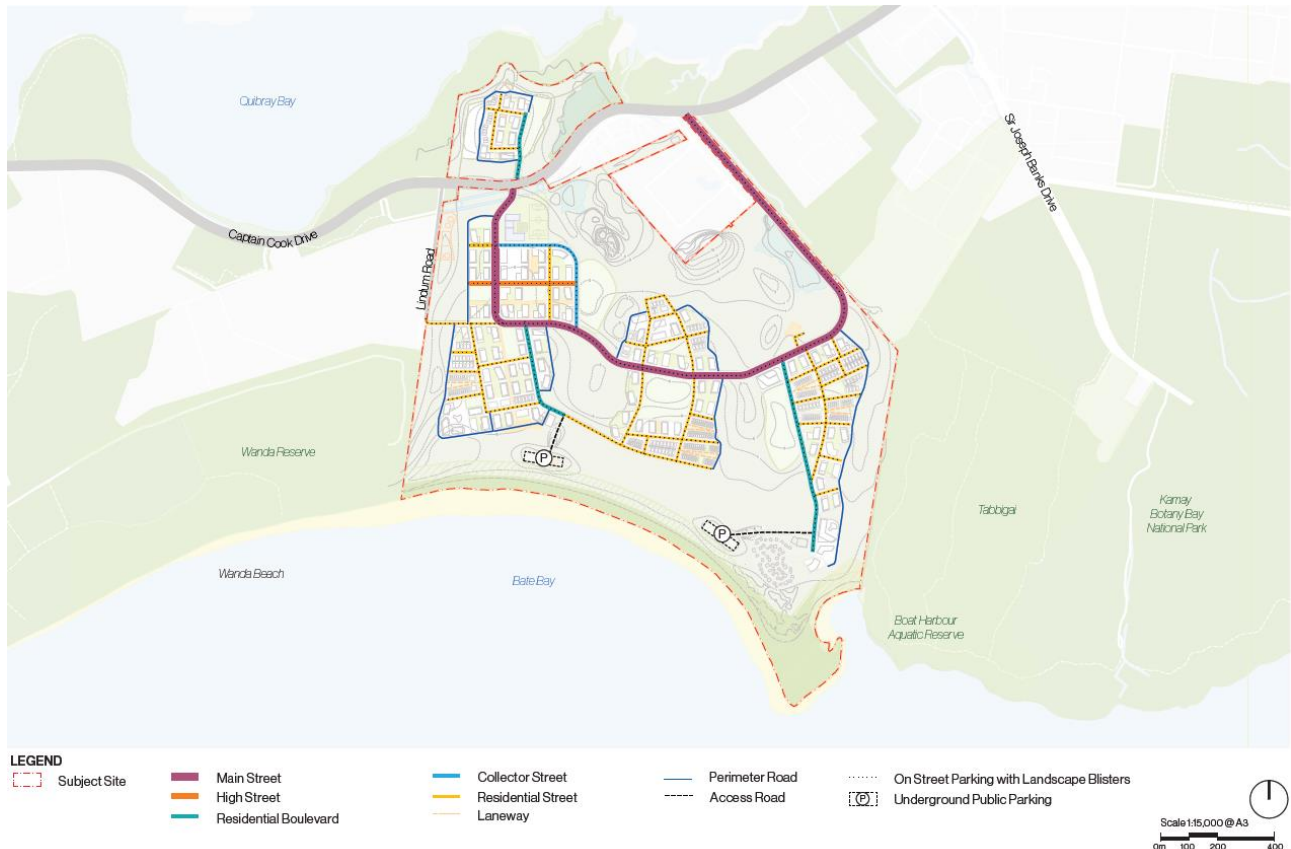 Quibray Bay
Captain Cook Drive
Lindum Road
Sir Joseph Banks Drive
Wanda Reserve
Tabbigai
Kamay
Botany Bay
National Park
Wanda Beach
Bate Bay
Boat Harbour
Aquatic Reserve
P
P
LEGEND
Subject Site
Main Street
High Street
Residential Boulevard
Collector Street
Residential Street
Laneway
Perimeter Road
Access Road
On Street Parking with Landscape Blisters
P Underground Public Parking
Scale 1:15,000 @ A3
0m 100 200 400